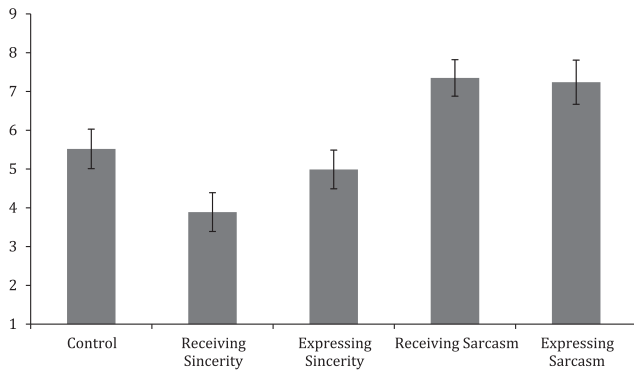 9
8
7
6
5
4
3
2
1
Control
Receiving
Sincerity
Expressing
Sincerity
Receiving Sarcasm
Expressing
Sarcasm